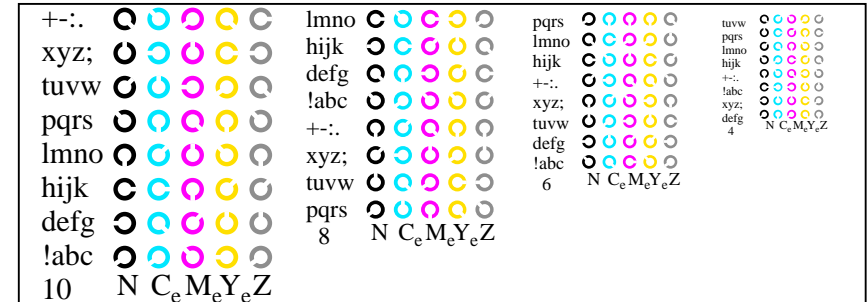 +-:.
xyz;
tuvw
pqrs
lmno
hijk
defg
!abc
10 N CeMeYeZ
lmno
hijk
defg
!abc
+-:.
xyz;
tuvw
pqrs
8 N CeMeYeZ
pqrs
lmno
hijk
+-:.
xyz;
tuvw
defg
!abc
6 N CeMeYeZ
tuvw
pqrs
lmno
hijk
+-:.
!abc
xyz;
defg
4 N CeMeYeZ